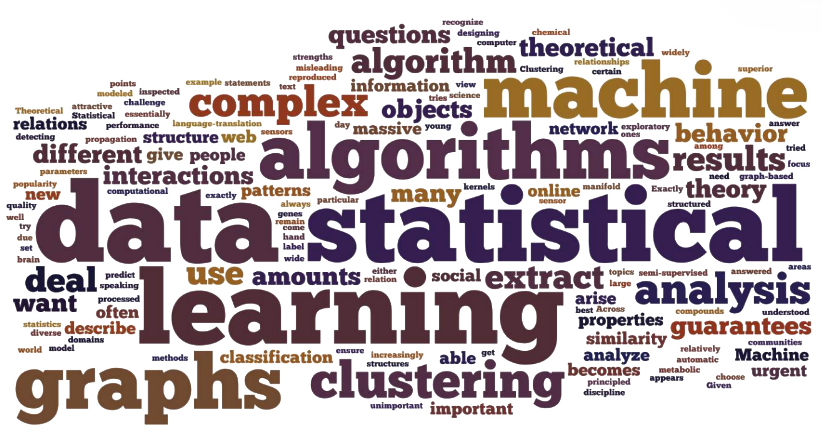 recognize
questions designing chemical
computer theoretical widely
strengths algorithm Clustering relationships superior
misleading certain
reproduced
points example statements text information view machine
modeled inspected complex tries science
attractive challenge objects
Theoretical Statistical essentially
relations performance language-translation day massive young network exploratory behavior answer
detecting propagation structure web sensors algorithms ones among tried
different give people results focus
parameters interactions need graph-based
popularity computational exactly patterns many kernels online manifold Exactly theory
new always particular sensor structured
quality data genes statistical
well remain
try come
due hand
set label
brain wide areas
deal predict use amounts either social extract topics semi-supervised answered
speaking relation large analysis
want processed learning arise
often best Across compounds understood
statistics describe properties guarantees
diverse domains similarity communities
world model relatively
methods classification ensure increasingly able get analyze automatic Machine
structures becomes metabolic urgent
graphs clustering principled appears choose
discipline Given
unimportant important